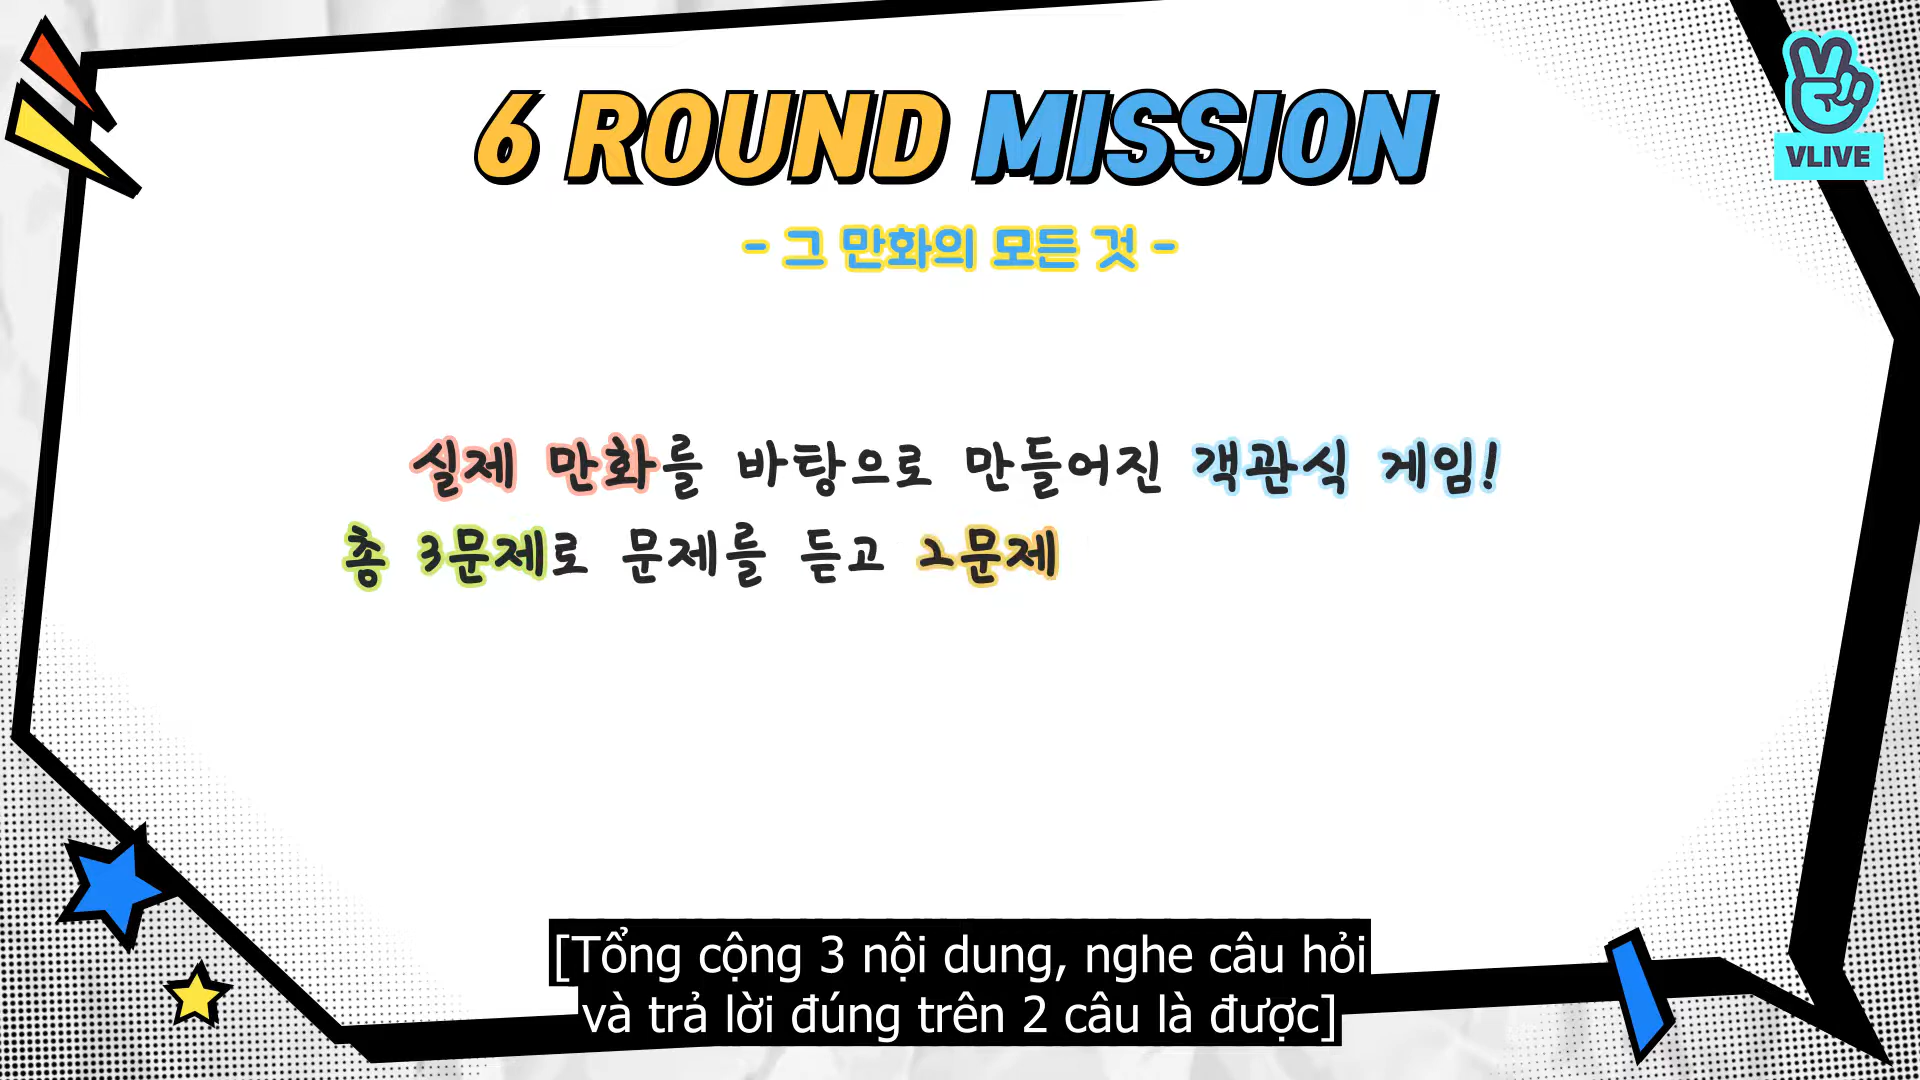 6 ROUND MISSION
VLIVE
- 그 만화의 모든 것 -
실제 만화를 바탕으로 만들어진 객관식 게임!
총 3문제로 문제를 듣고 2문제
[Tổng cộng 3 nội dung, nghe câu hỏi
và trả lời đúng trên 2 câu là được]